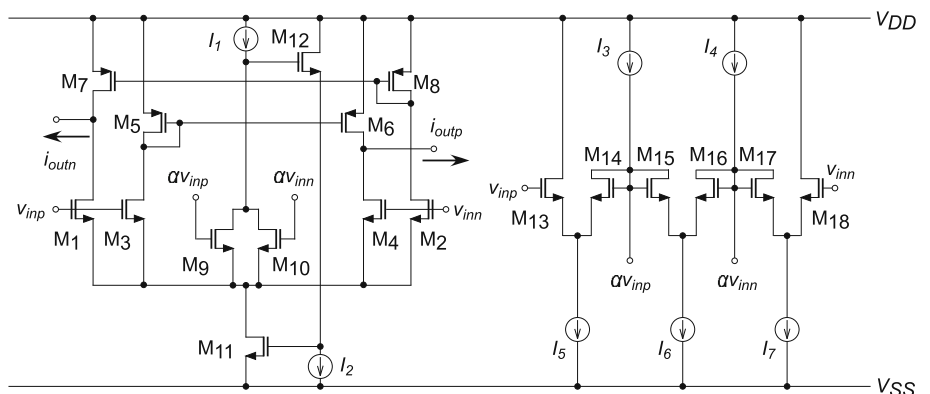 V_DD
I_1
M_12
I_3
I_4
M_7
M_8
M_5
M_6
i_outn
i_outp
M_14
M_15
M_16
M_17
αv_inp
αv_inn
v_inp
v_inn
v_inp
v_inn
M_13
M_18
M_1
M_3
M_4
M_2
M_9
M_10
αv_inp
αv_inn
M_11
I_2
I_5
I_6
I_7
V_SS